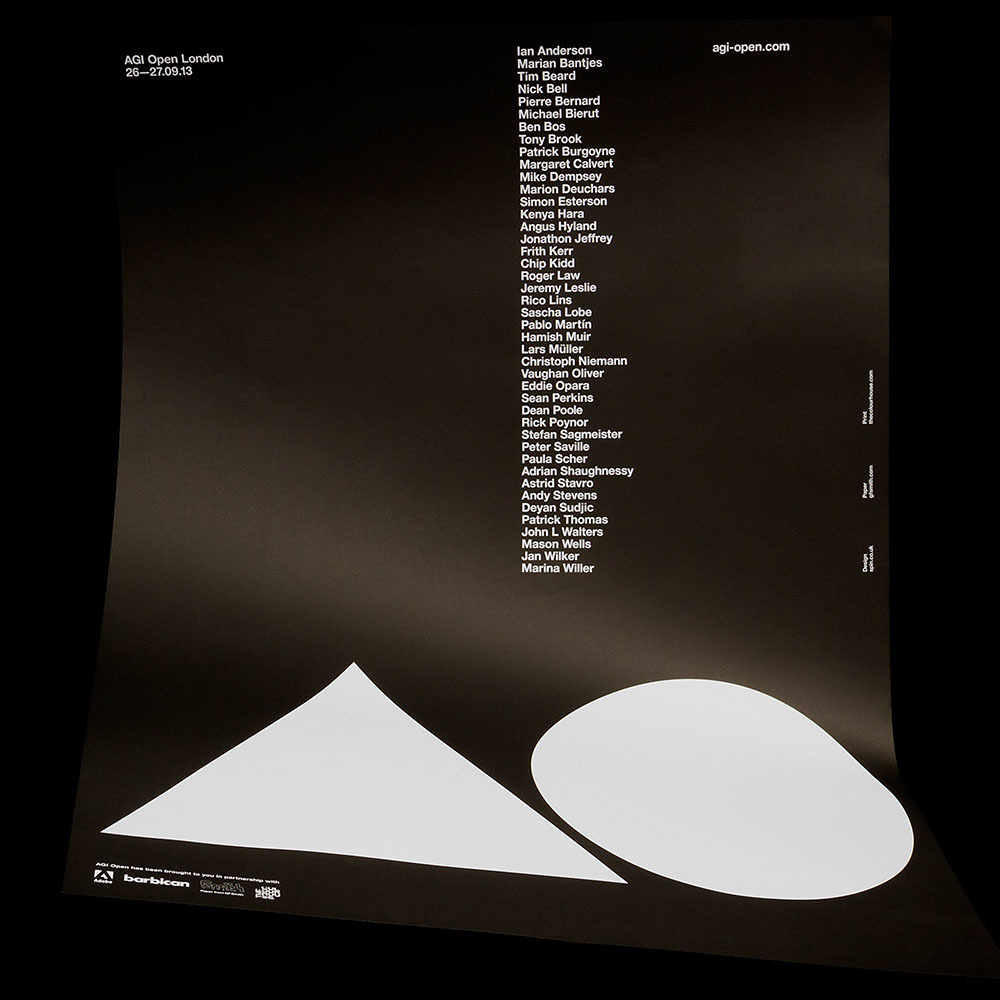 AGI Open London
26—27.09.13
Ian Anderson
Marian Bantjes
Tim Beard
Nick Bell
Pierre Bernard
Michael Bierut
Ben Bos
Tony Brook
Patrick Burgoyne
Margaret Calvert
Mike Dempsey
Marion Deuchars
Simon Esterson
Kenya Hara
Angus Hyland
Jonathon Jeffrey
Frith Kerr
Chip Kidd
Roger Law
Jeremy Leslie
Rico Lins
Sascha Lobe
Pablo Martín
Hamish Muir
Lars Müller
Christoph Niemann
Vaughan Oliver
Eddie Opara
Sean Perkins
Dean Poole
Rick Poynor
Stefan Sagmeister
Peter Saville
Paula Scher
Adrian Shaughnessy
Astrid Stavro
Andy Stevens
Deyan Sudjic
Patrick Thomas
John L Walters
Mason Wells
Jan Wilker
Marina Willer
agi-open.com
Print
thecolourhouse.com
Paper
gfsmith.com
Design
spin.co.uk
AGI Open has been brought to you in partnership with
Adobe
barbican